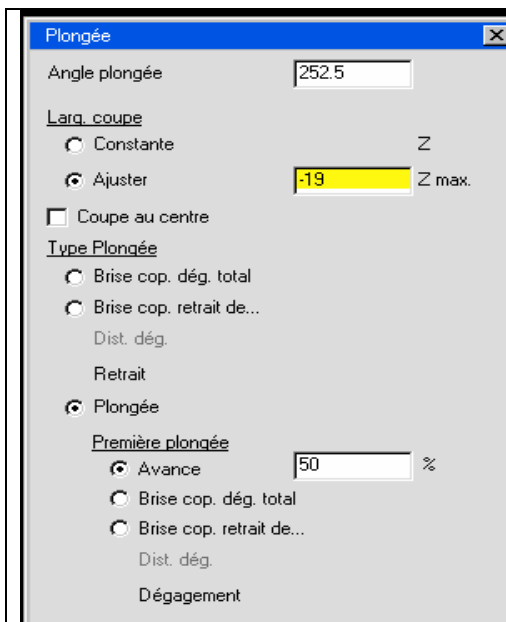 Plongée
Angle plongée 252.5
Larg. coupe
Constante Z
Ajuster -19 Z max.
Coupe au centre
Type Plongée
Brise cop. dég. total
Brise cop. retrait de...
Dist. dég.
Retrait
Plongée
Première plongée
Avance 50 %
Brise cop. dég. total
Brise cop. retrait de...
Dist. dég.
Dégagement